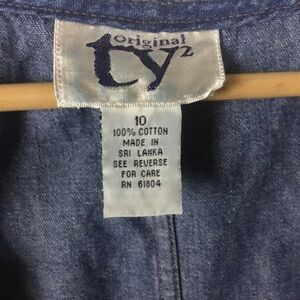 Original
ty²
10
100% COTTON
MADE IN
SRI LANKA
SEE REVERSE
FOR CARE
RN 61804